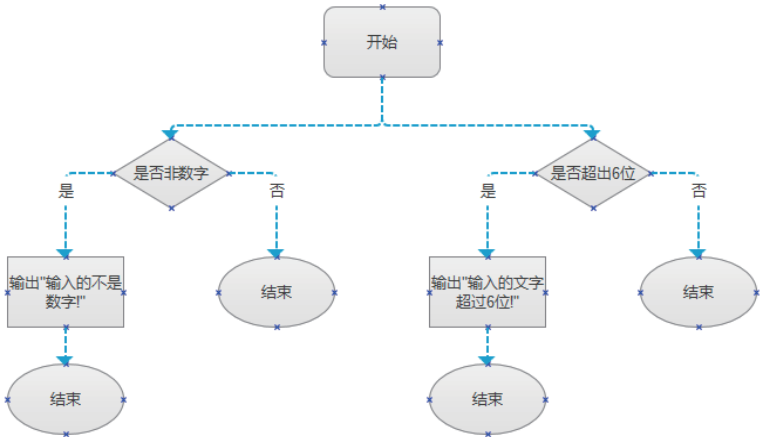 开始
是否非数字
是否超出6位
是
否
是
否
输出"输入的不是
数字!"
结束
输出"输入的文字
超过6位!"
结束
结束
结束